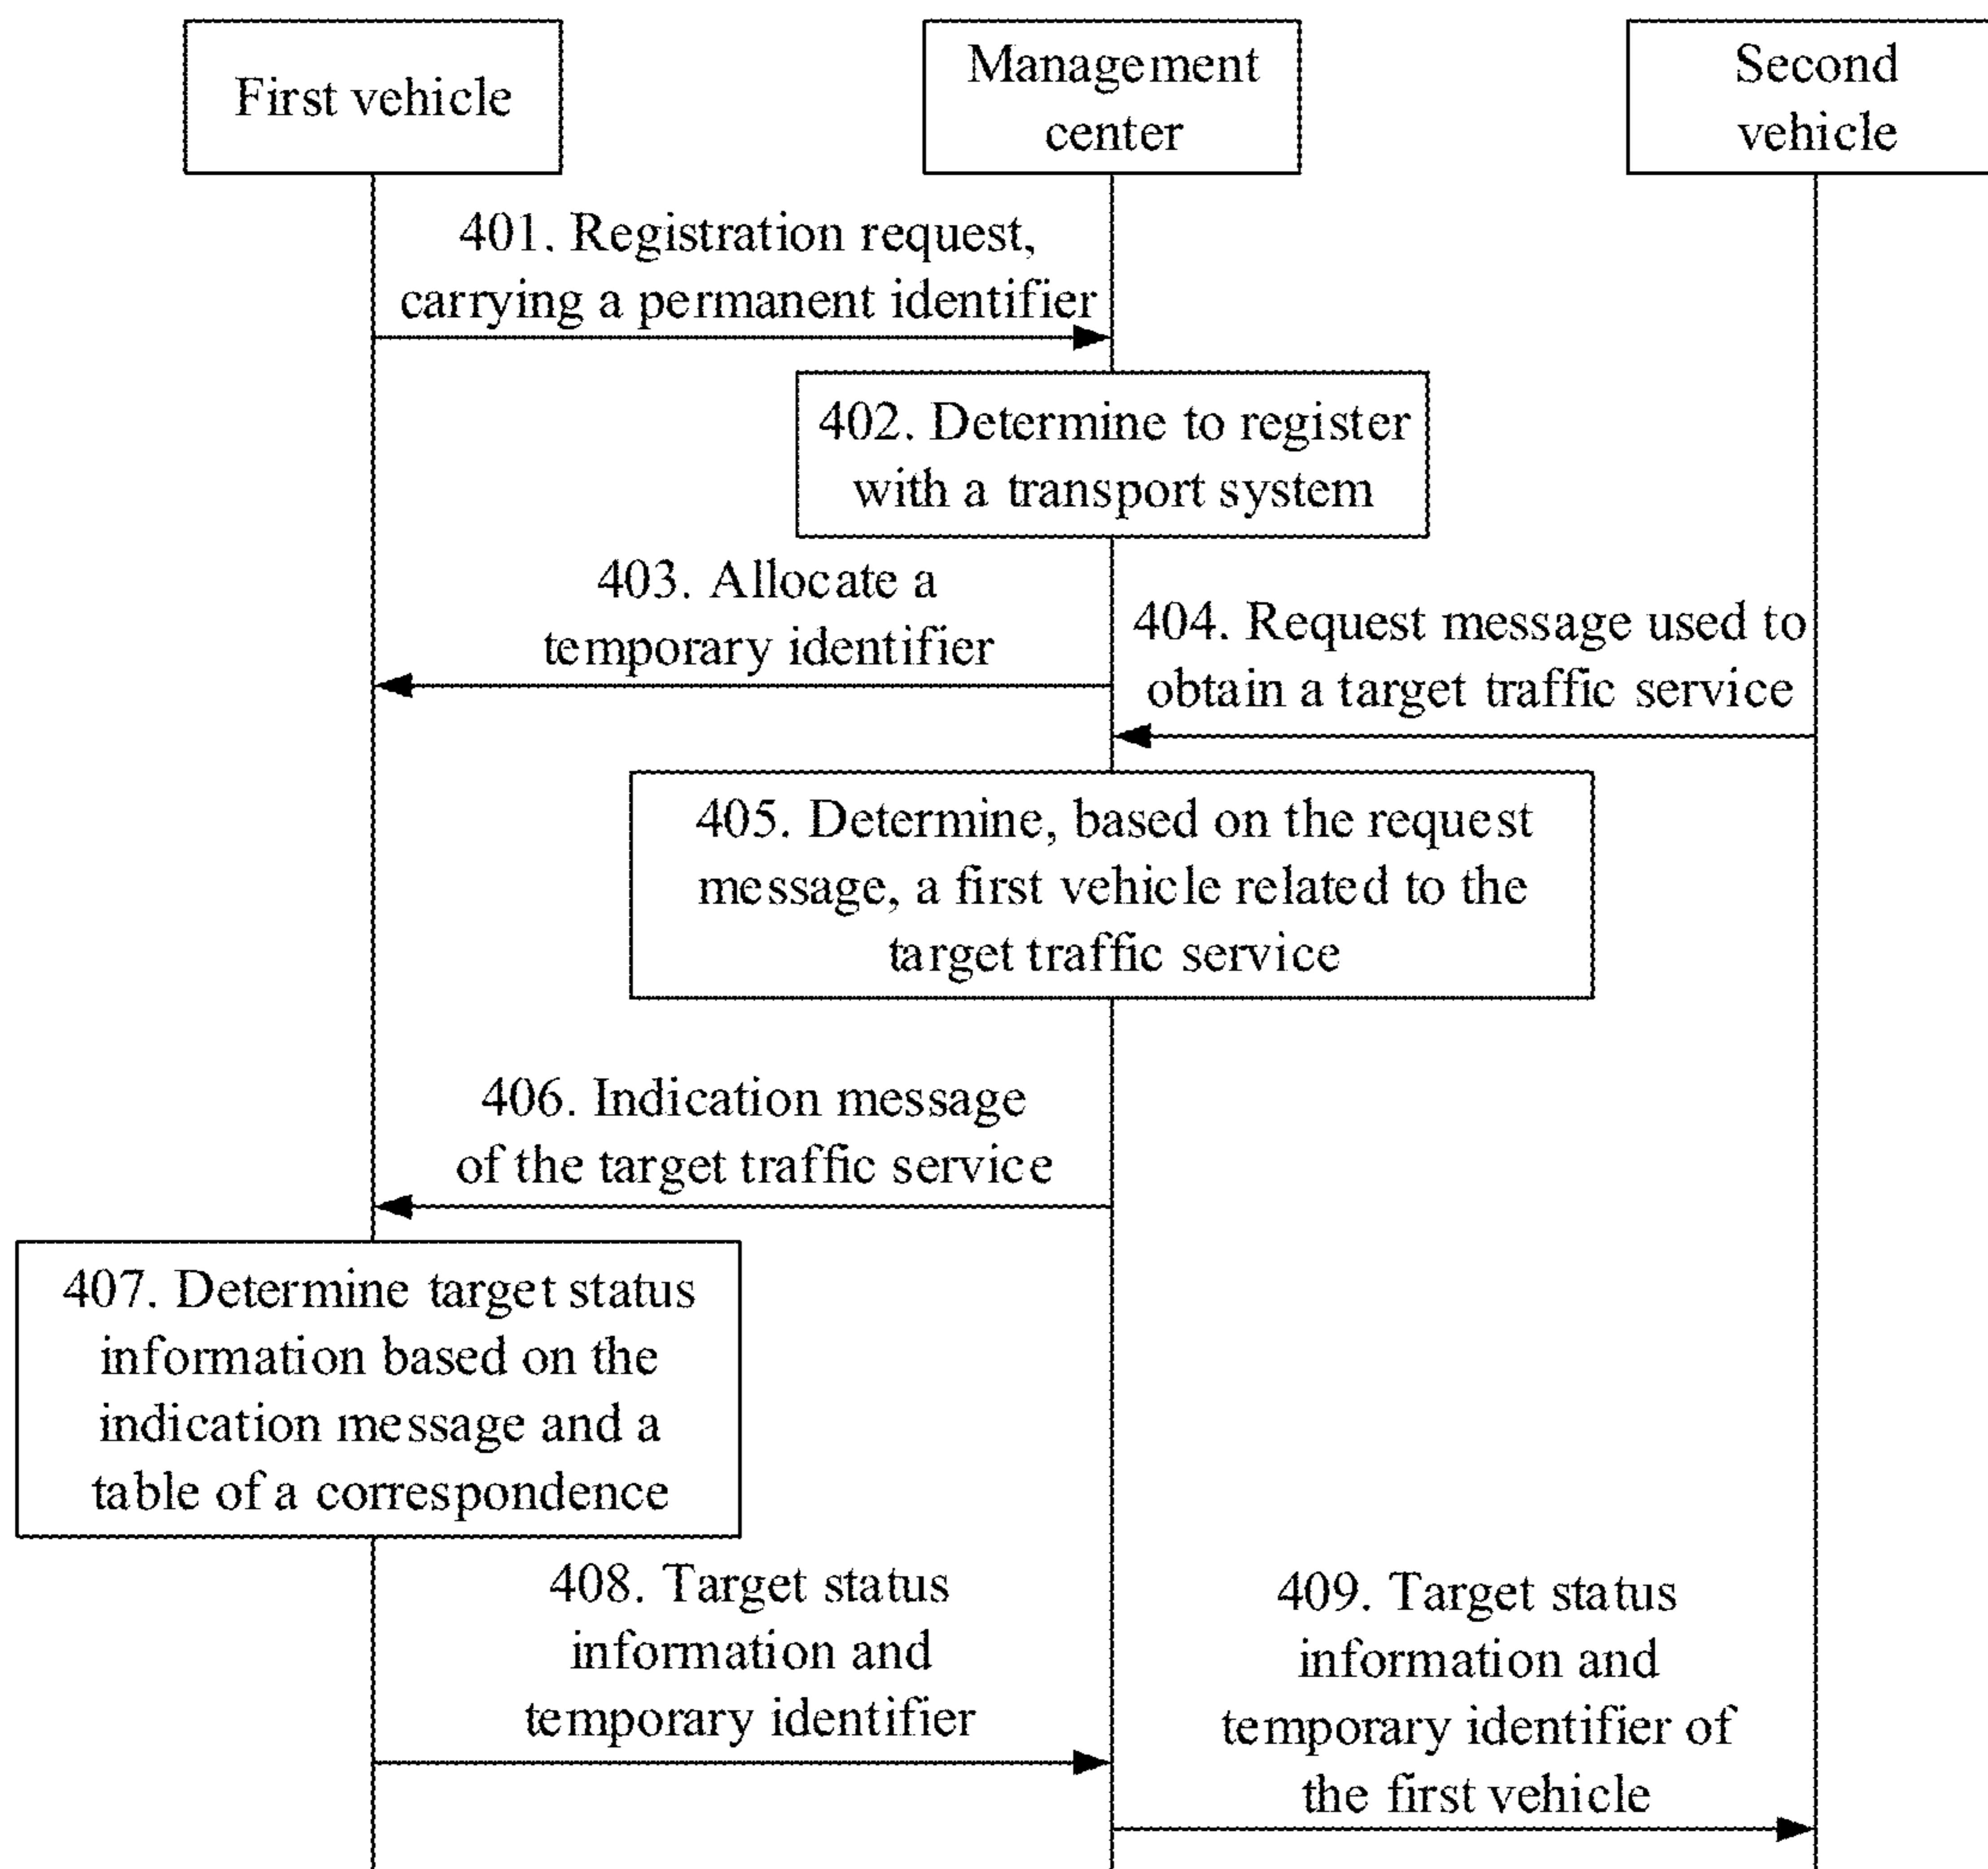 First vehicle
Management
center
Second
vehicle
401. Registration request,
carrying a permanent identifier
402. Determine to register
with a transport system
403. Allocate a
temporary identifier
404. Request message used to
obtain a target traffic service
405. Determine, based on the request
message, a first vehicle related to the
target traffic service
406. Indication message
of the target traffic service
407. Determine target status
information based on the
indication message and a
table of a correspondence
408. Target status
information and
temporary identifier
409. Target status
information and
temporary identifier of
the first vehicle